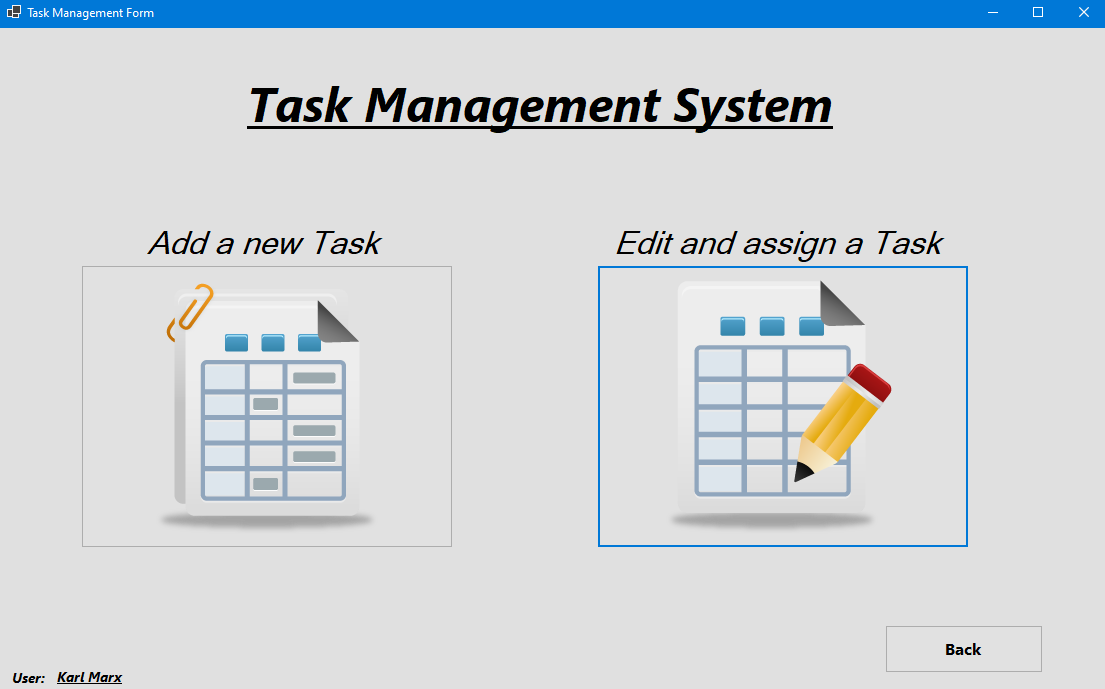 Task Management Form
Task Management System
Add a new Task
Edit and assign a Task
Back
User: Karl Marx